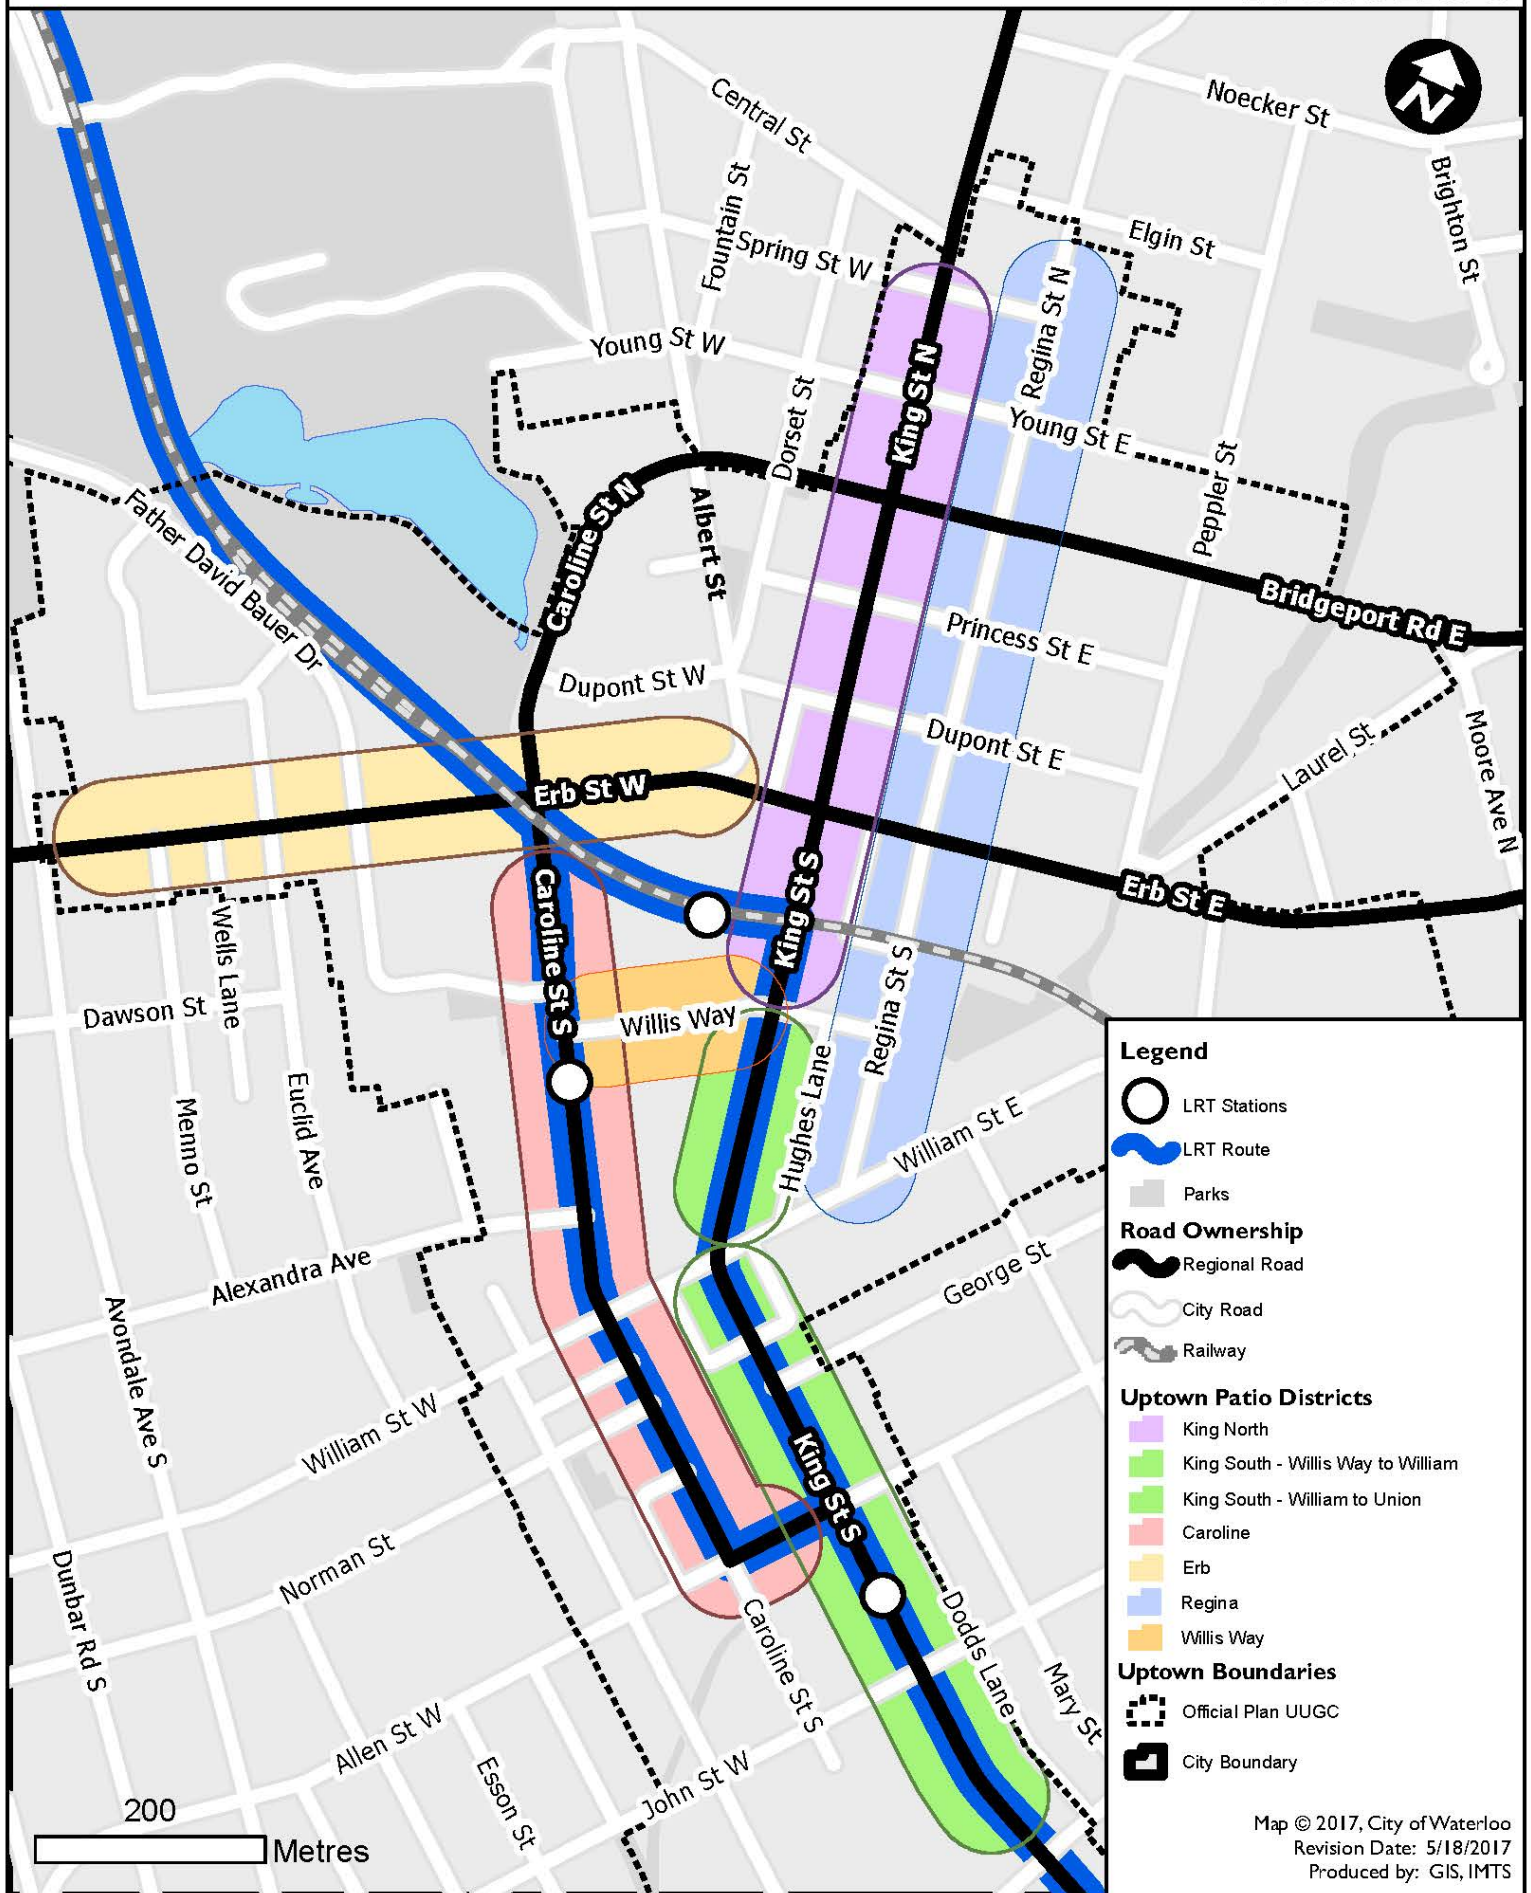 N
Noecker St
Central St
Brighton St
Fountain St
Elgin St
Spring St W
Regina St N
Young St W
King St N
Dorset St
Young St E
Peppler St
Caroline St N
Albert St
Father David Bauer Dr
Bridgeport Rd E
Princess St E
Dupont St W
Dupont St E
Laurel St
Moore Ave N
Erb St W
Erb St E
King St S
Caroline St S
Wells Lane
Dawson St
Willis Way
Regina St S
Hughes Lane
William St E
Menno St
Euclid Ave
Alexandra Ave
George St
Avondale Ave S
William St W
King St S
Norman St
Dunbar Rd S
Caroline St S
Dodds Lane
Mary St
Allen St W
Esson St
John St W
200
Metres
Legend
LRT Stations
LRT Route
Parks
Road Ownership
Regional Road
City Road
Railway
Uptown Patio Districts
King North
King South - Willis Way to William
King South - William to Union
Caroline
Erb
Regina
Willis Way
Uptown Boundaries
Official Plan UUGC
City Boundary
Map © 2017, City of Waterloo
Revision Date: 5/18/2017
Produced by: GIS, IMTS